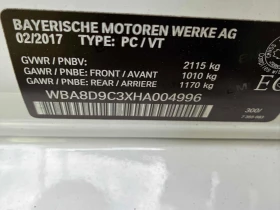 BAYERISCHE MOTOREN WERKE AG
02/2017 TYPE: PC/VT
GVWR / PNBV: 2115 kg
GAWR / PNBE: FRONT / AVANT 1010 kg
GAWR / PNBE: REAR / ARRIERE 1170 kg
WBA8D9C3XHA004996
300/